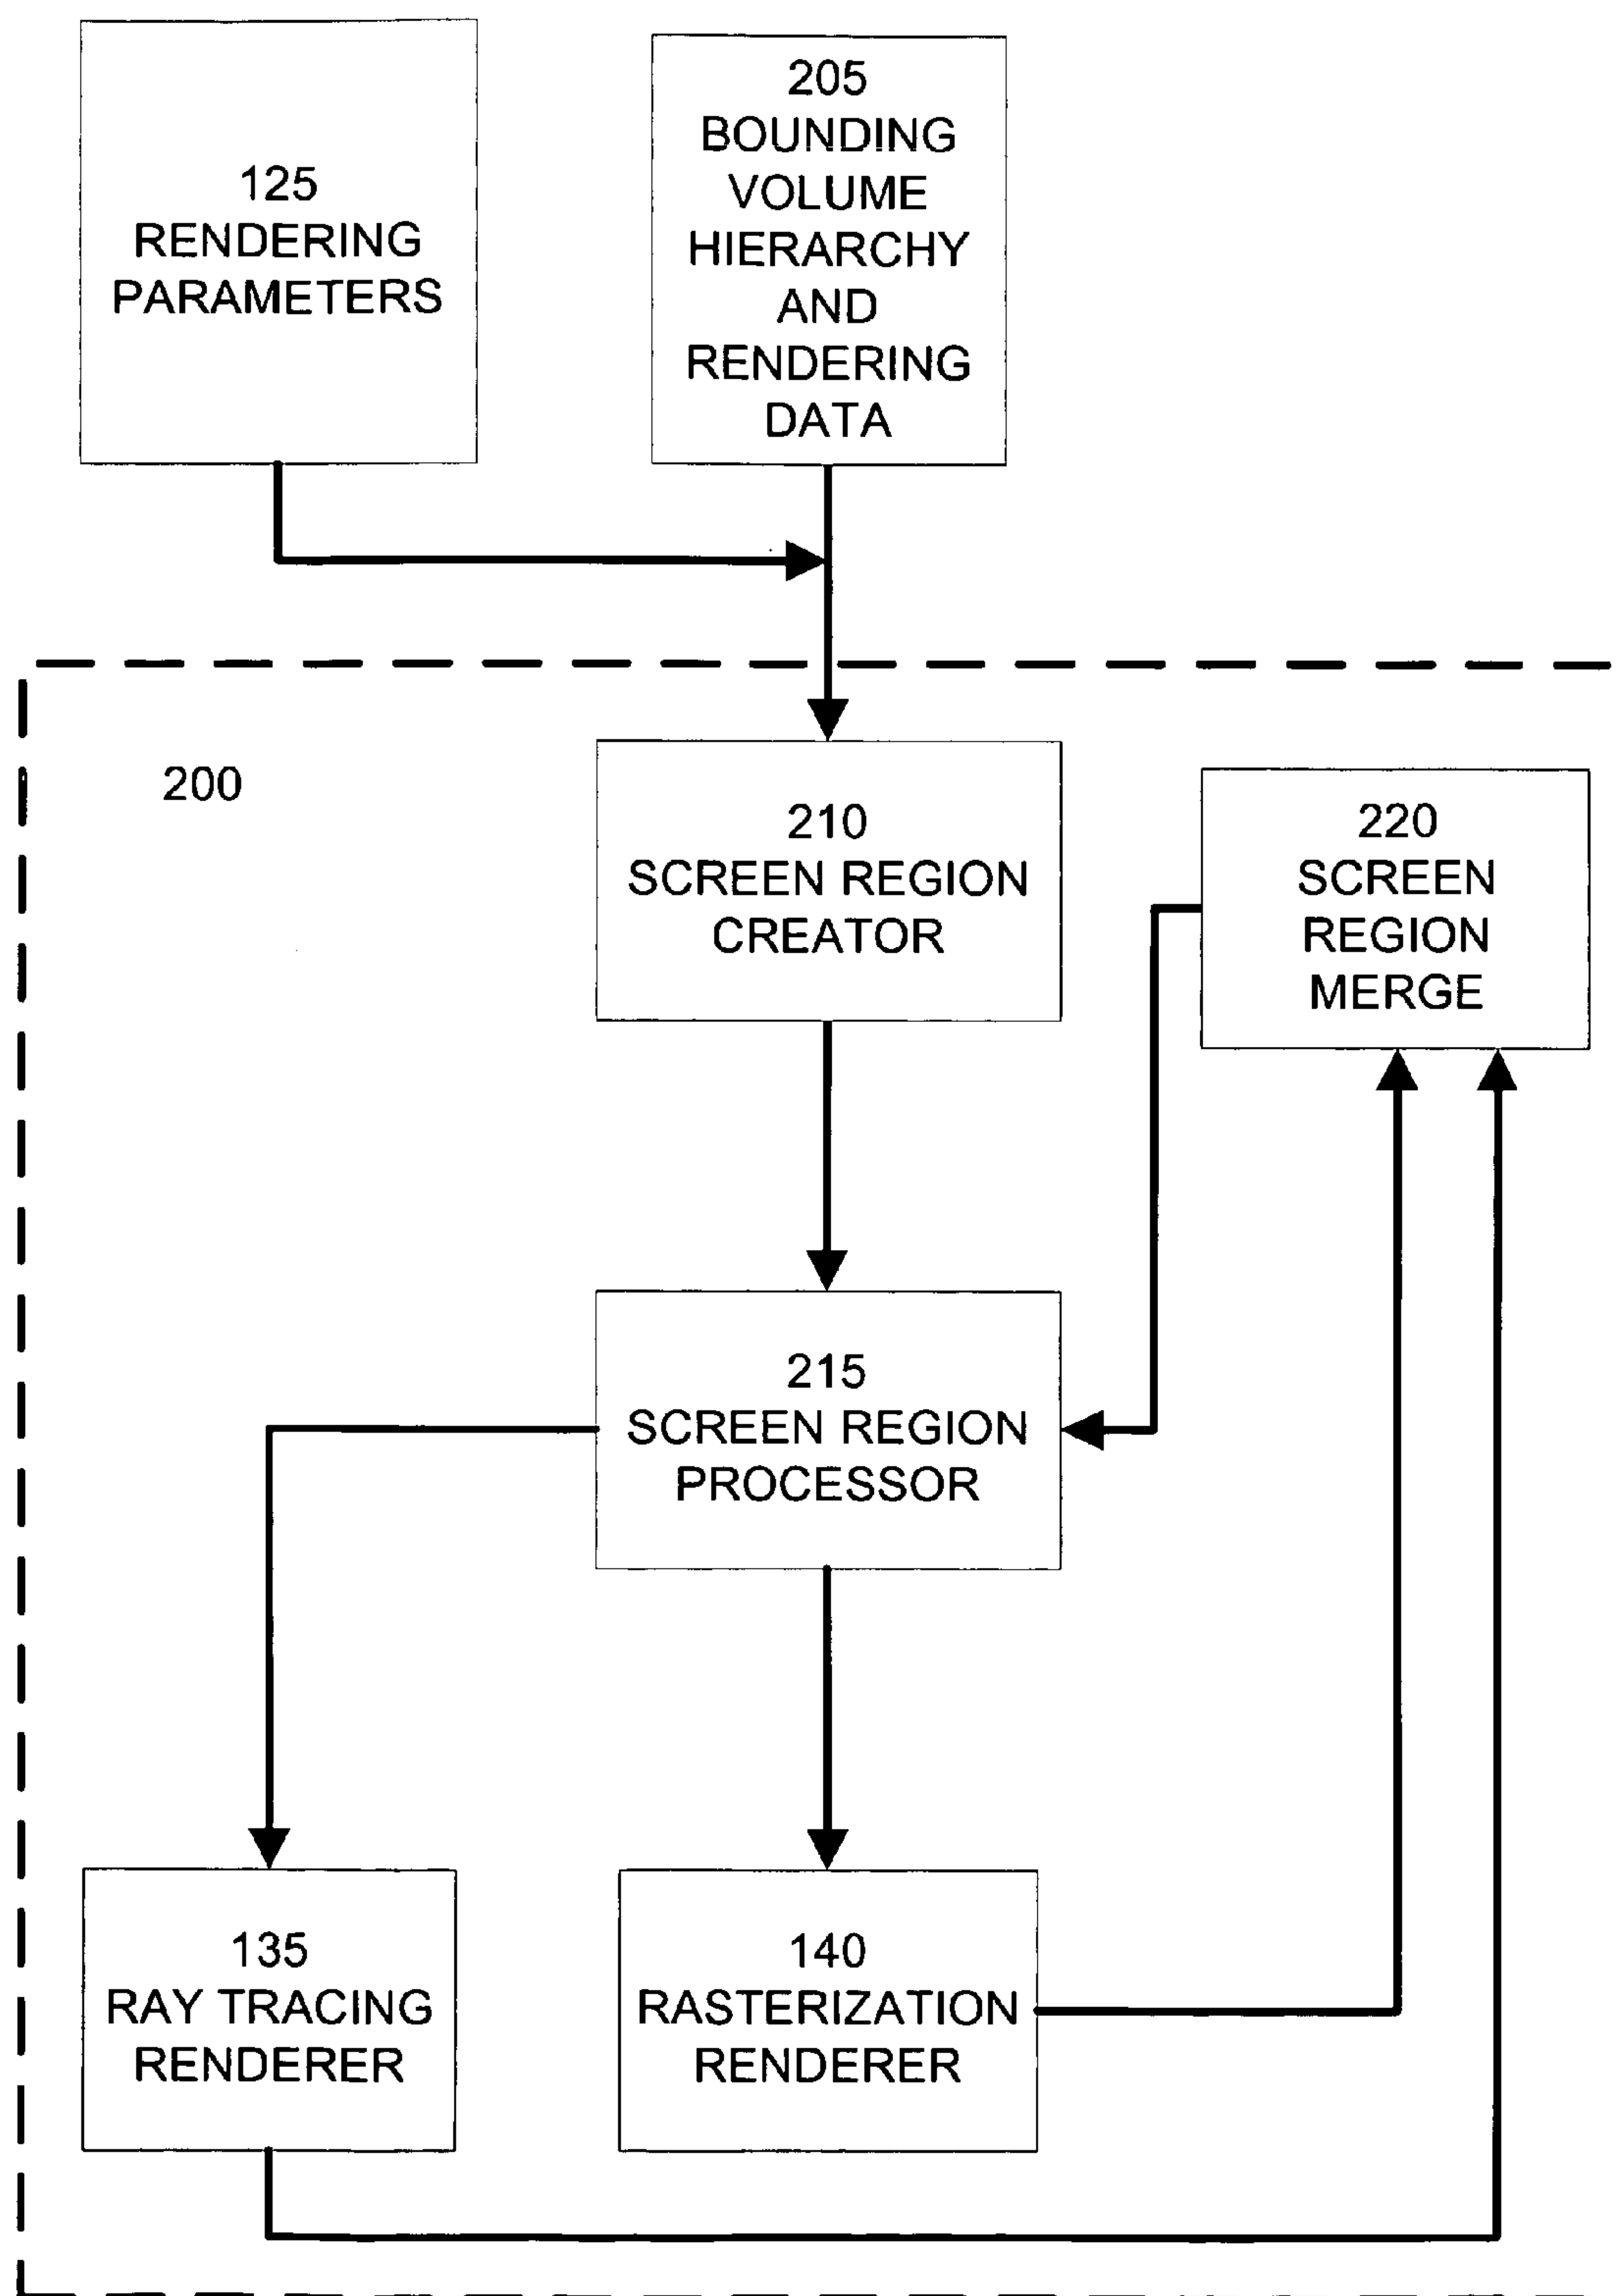 125
RENDERING
PARAMETERS
205
BOUNDING
VOLUME
HIERARCHY
AND
RENDERING
DATA
200
210
SCREEN REGION
CREATOR
220
SCREEN
REGION
MERGE
215
SCREEN REGION
PROCESSOR
135
RAY TRACING
RENDERER
140
RASTERIZATION
RENDERER